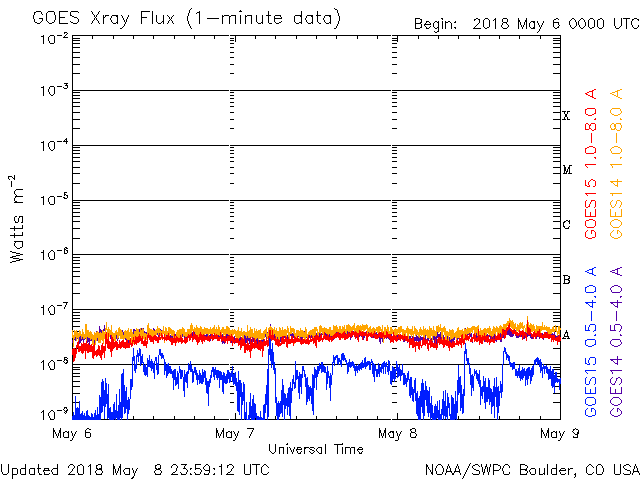 GOES Xray Flux (1-minute data)
Begin: 2018 May 6 0000 UTC
10⁻²
10⁻³
10⁻⁴
10⁻⁵
10⁻⁶
10⁻⁷
10⁻⁸
10⁻⁹
Watts m⁻²
X
M
C
B
A
GOES15 1.0-8.0 A
GOES14 1.0-8.0 A
GOES15 0.5-4.0 A
GOES14 0.5-4.0 A
May 6
May 7
May 8
May 9
Universal Time
Updated 2018 May 8 23:59:12 UTC
NOAA/SWPC Boulder, CO USA